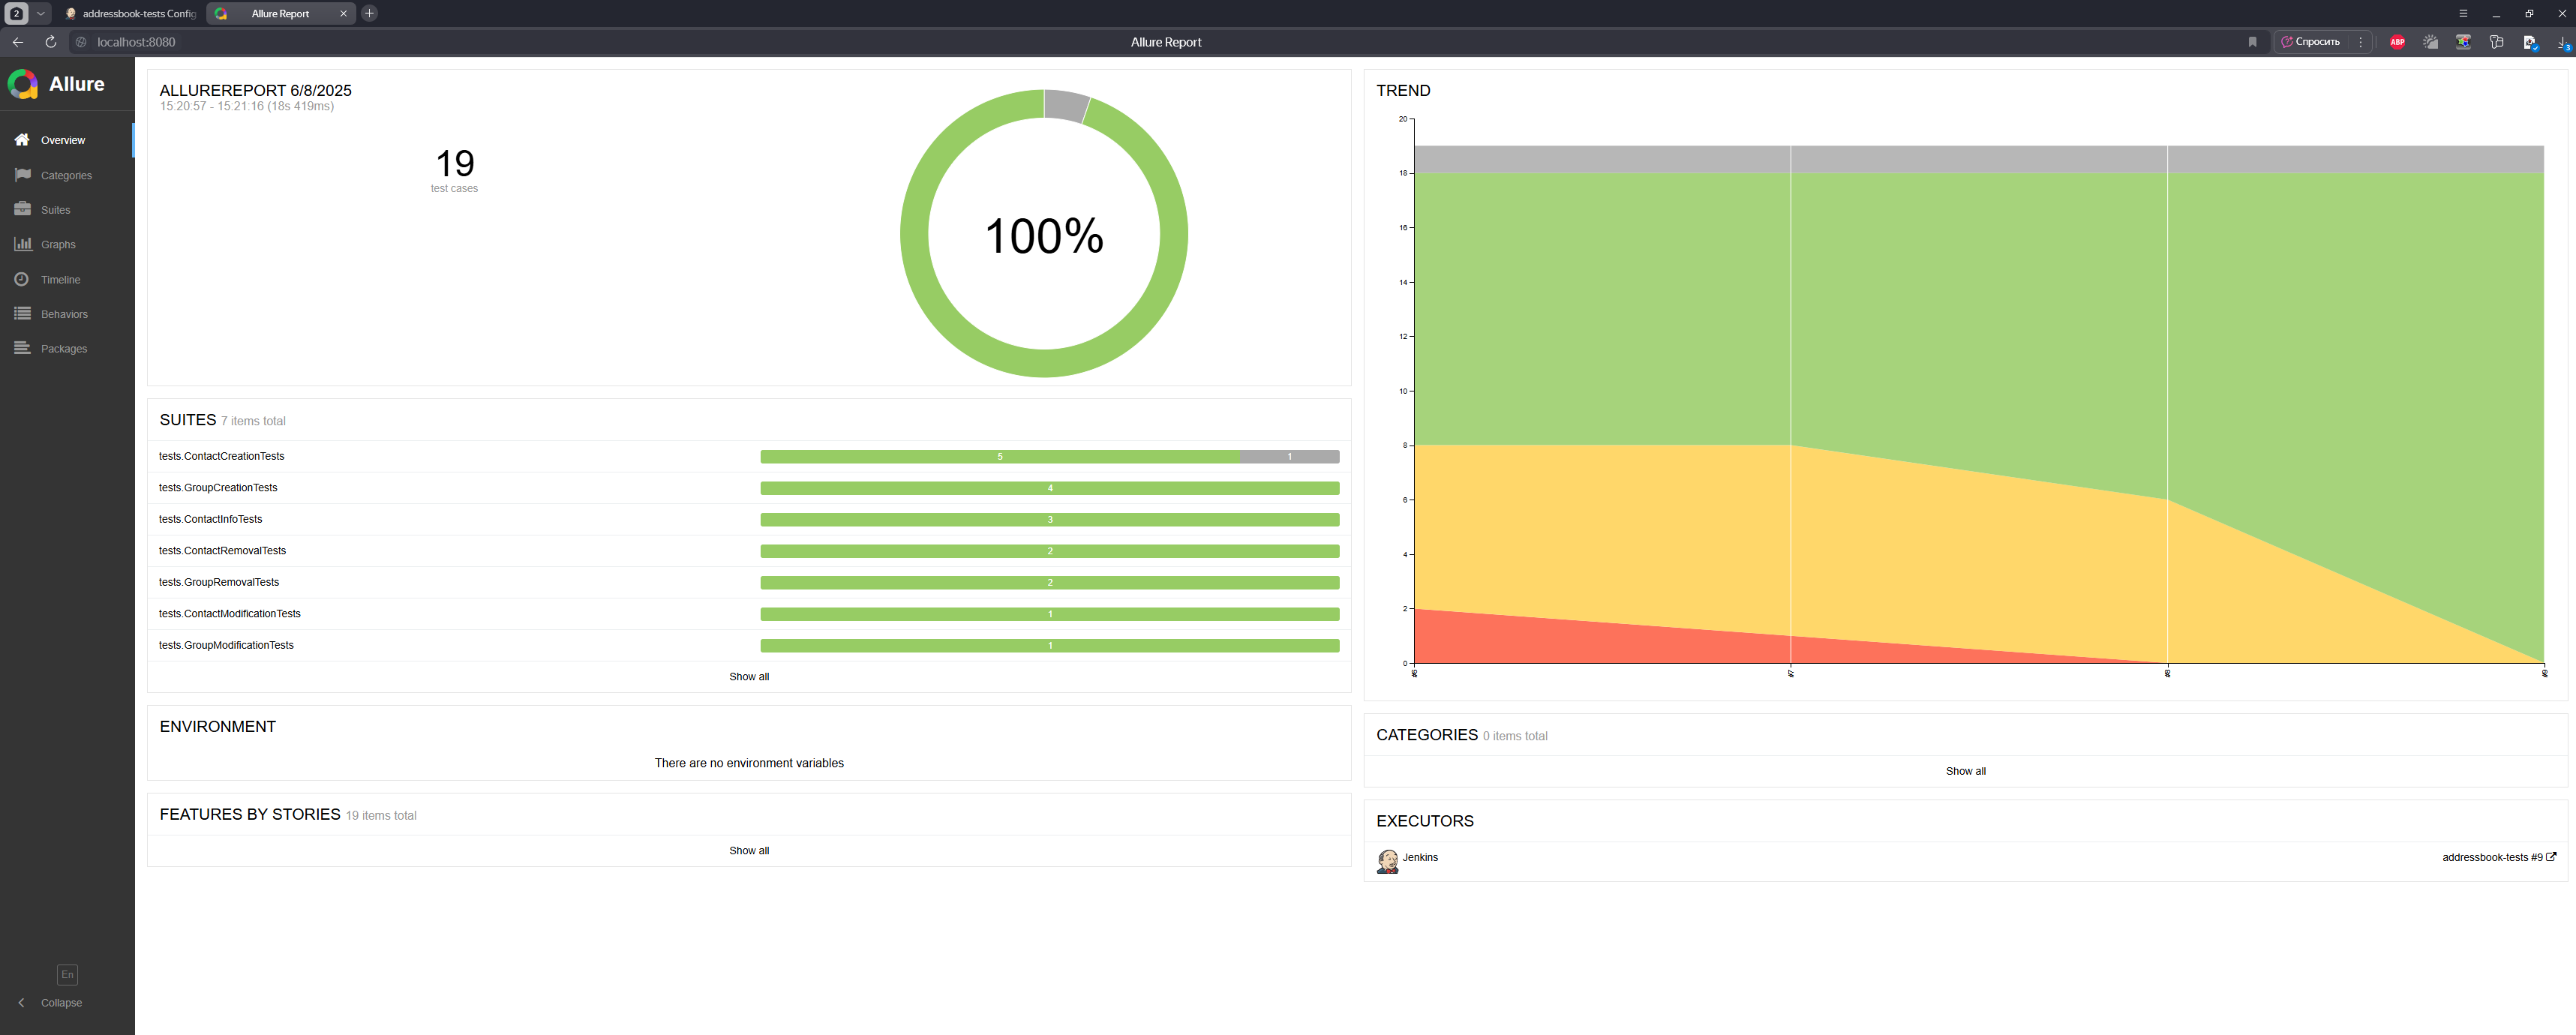 2
addressbook-tests Config
Allure Report
localhost:8080
Allure Report
Спросить
ABP
3
Allure
Overview
Categories
Suites
Graphs
Timeline
Behaviors
Packages
En
Collapse
ALLUREREPORT 6/8/2025
15:20:57 - 15:21:16 (18s 419ms)
19
test cases
100%
SUITES 7 items total
tests.ContactCreationTests 5 1
tests.GroupCreationTests 4
tests.ContactInfoTests 3
tests.ContactRemovalTests 2
tests.GroupRemovalTests 2
tests.ContactModificationTests 1
tests.GroupModificationTests 1
Show all
ENVIRONMENT
There are no environment variables
FEATURES BY STORIES 19 items total
Show all
TREND
20
18
16
14
12
10
8
6
4
2
0
#6
#7
#8
#9
CATEGORIES 0 items total
Show all
EXECUTORS
Jenkins
addressbook-tests #9